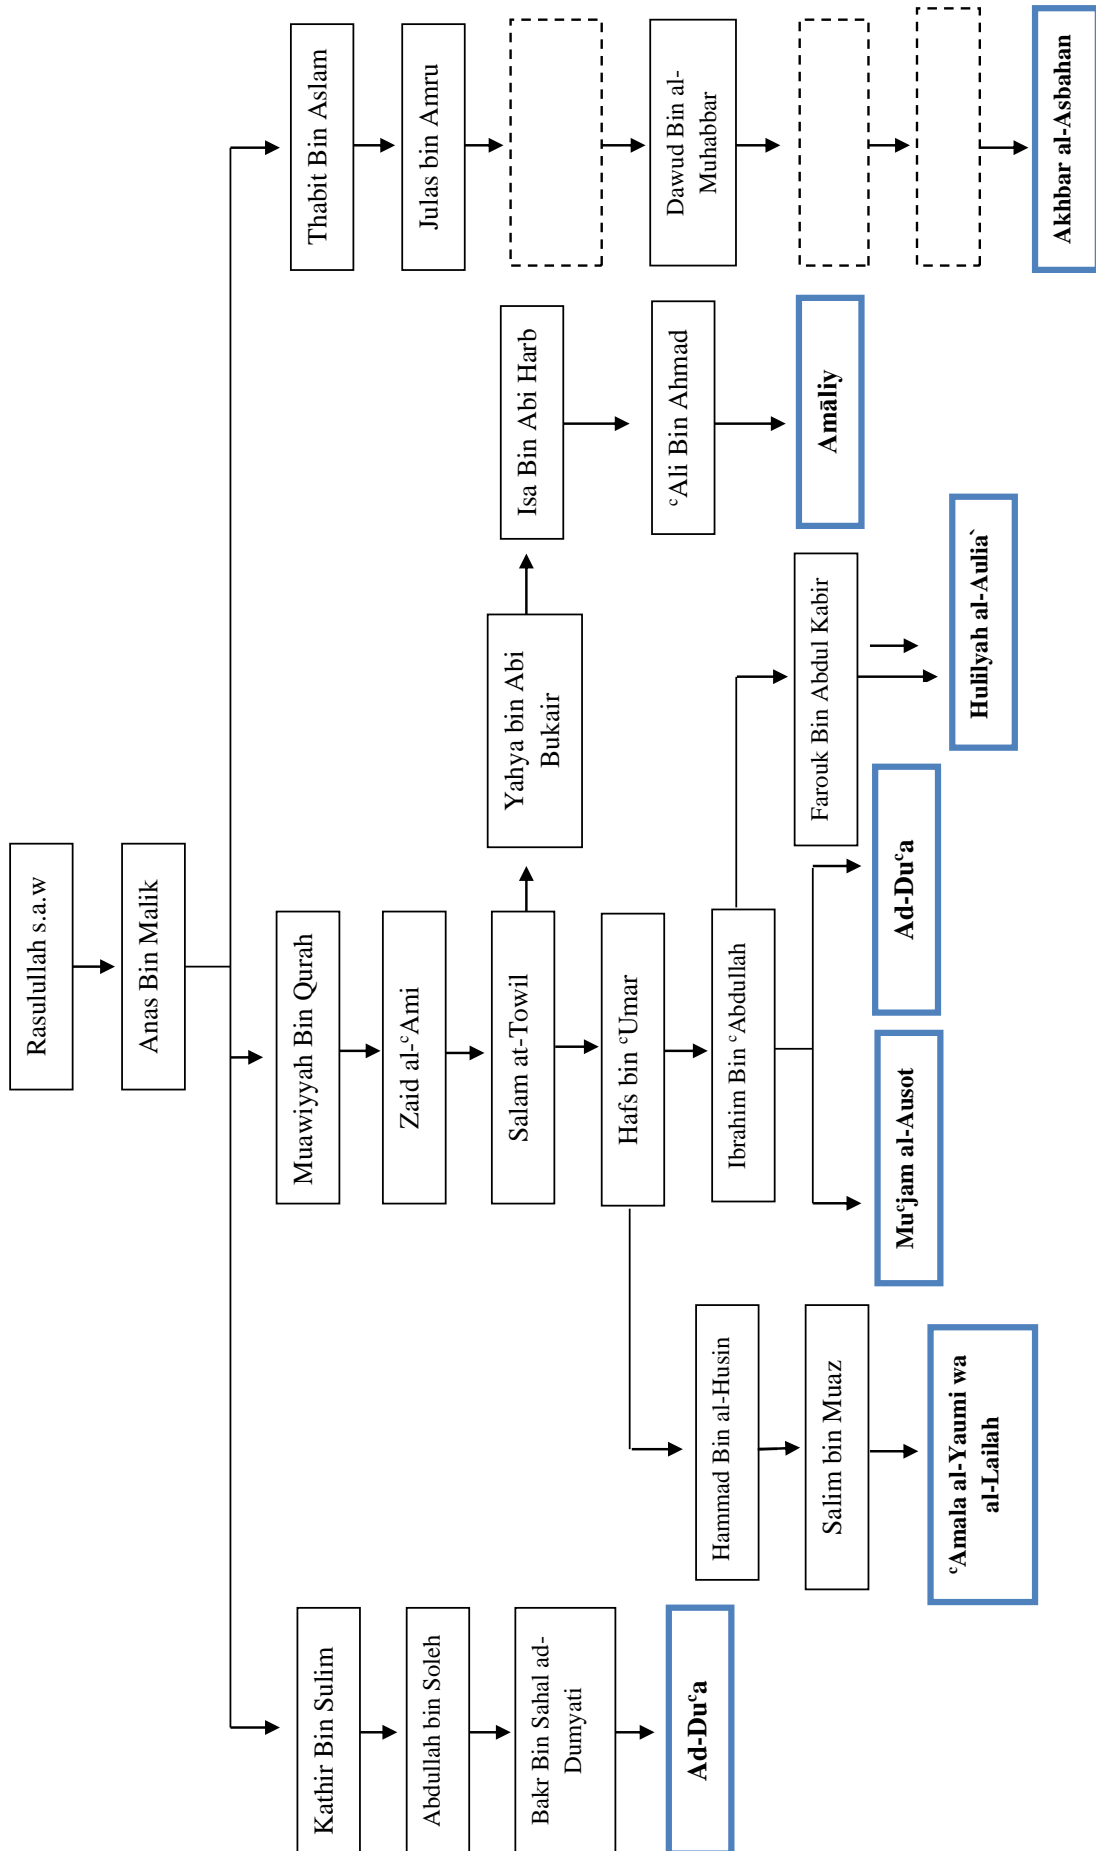 Rasulullah s.a.w
Anas Bin Malik
Kathir Bin Sulim
Abdullah bin Soleh
Bakr Bin Sahal ad-
Dumyati
Ad-Duᶜa
Muawiyyah Bin Qurah
Zaid al-ᶜAmi
Salam at-Towil
Hafs bin ᶜUmar
Hammad Bin al-Husin
Salim bin Muaz
ᶜAmala al-Yaumi wa
al-Lailah
Ibrahim Bin ᶜAbdullah
Muᶜjam al-Ausot
Ad-Duᶜa
Farouk Bin Abdul Kabir
Hulilyah al-Aulia`
Yahya bin Abi
Bukair
Isa Bin Abi Harb
ᶜAli Bin Ahmad
Amāliy
Thabit Bin Aslam
Julas bin Amru
Dawud Bin al-
Muhabbar
Akhbar al-Asbahan